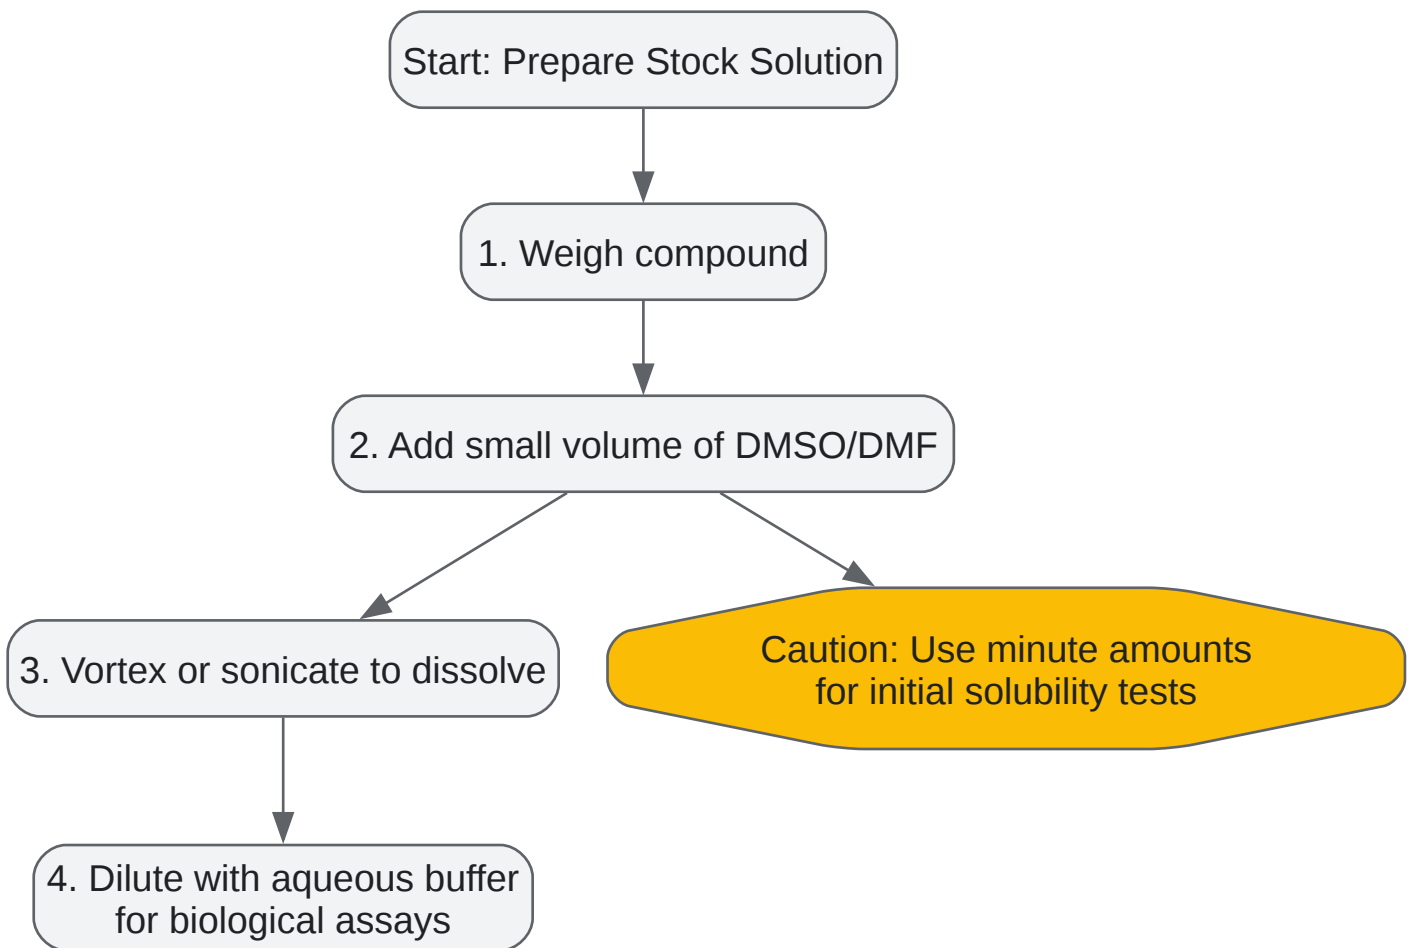 Start: Prepare Stock Solution
1. Weigh compound
2. Add small volume of DMSO/DMF
3. Vortex or sonicate to dissolve
Caution: Use minute amounts
for initial solubility tests
4. Dilute with aqueous buffer
for biological assays